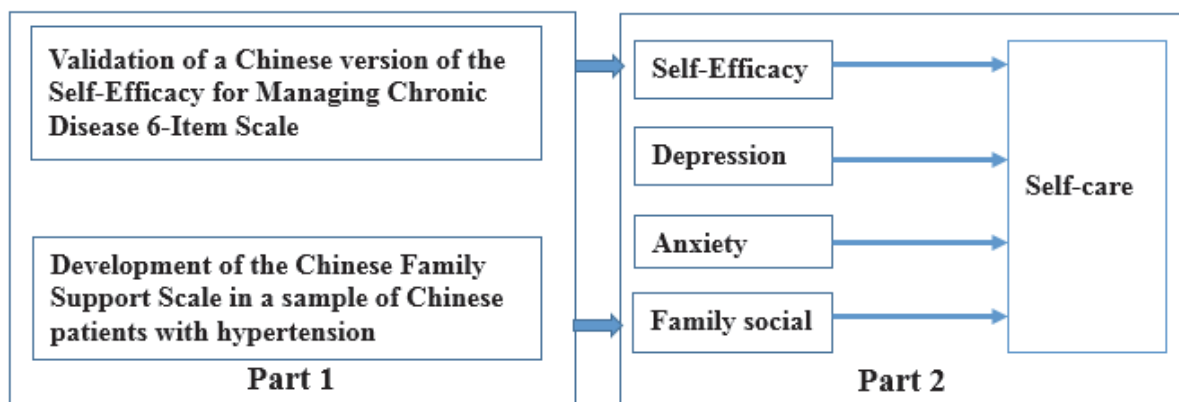 Validation of a Chinese version of the
Self-Efficacy for Managing Chronic
Disease 6-Item Scale
Development of the Chinese Family
Support Scale in a sample of Chinese
patients with hypertension
Part 1
Self-Efficacy
Depression
Anxiety
Family social
Self-care
Part 2